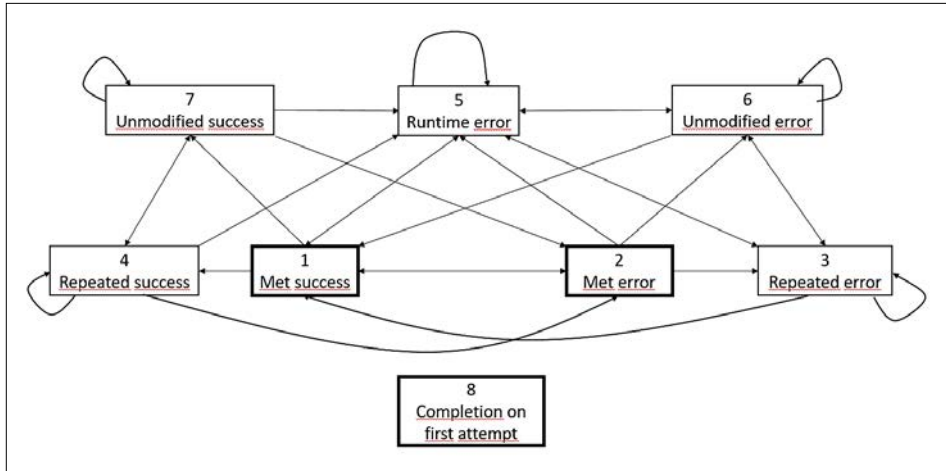 7
Unmodified success
5
Runtime error
6
Unmodified error
4
Repeated success
1
Met success
2
Met error
3
Repeated error
8
Completion on
first attempt